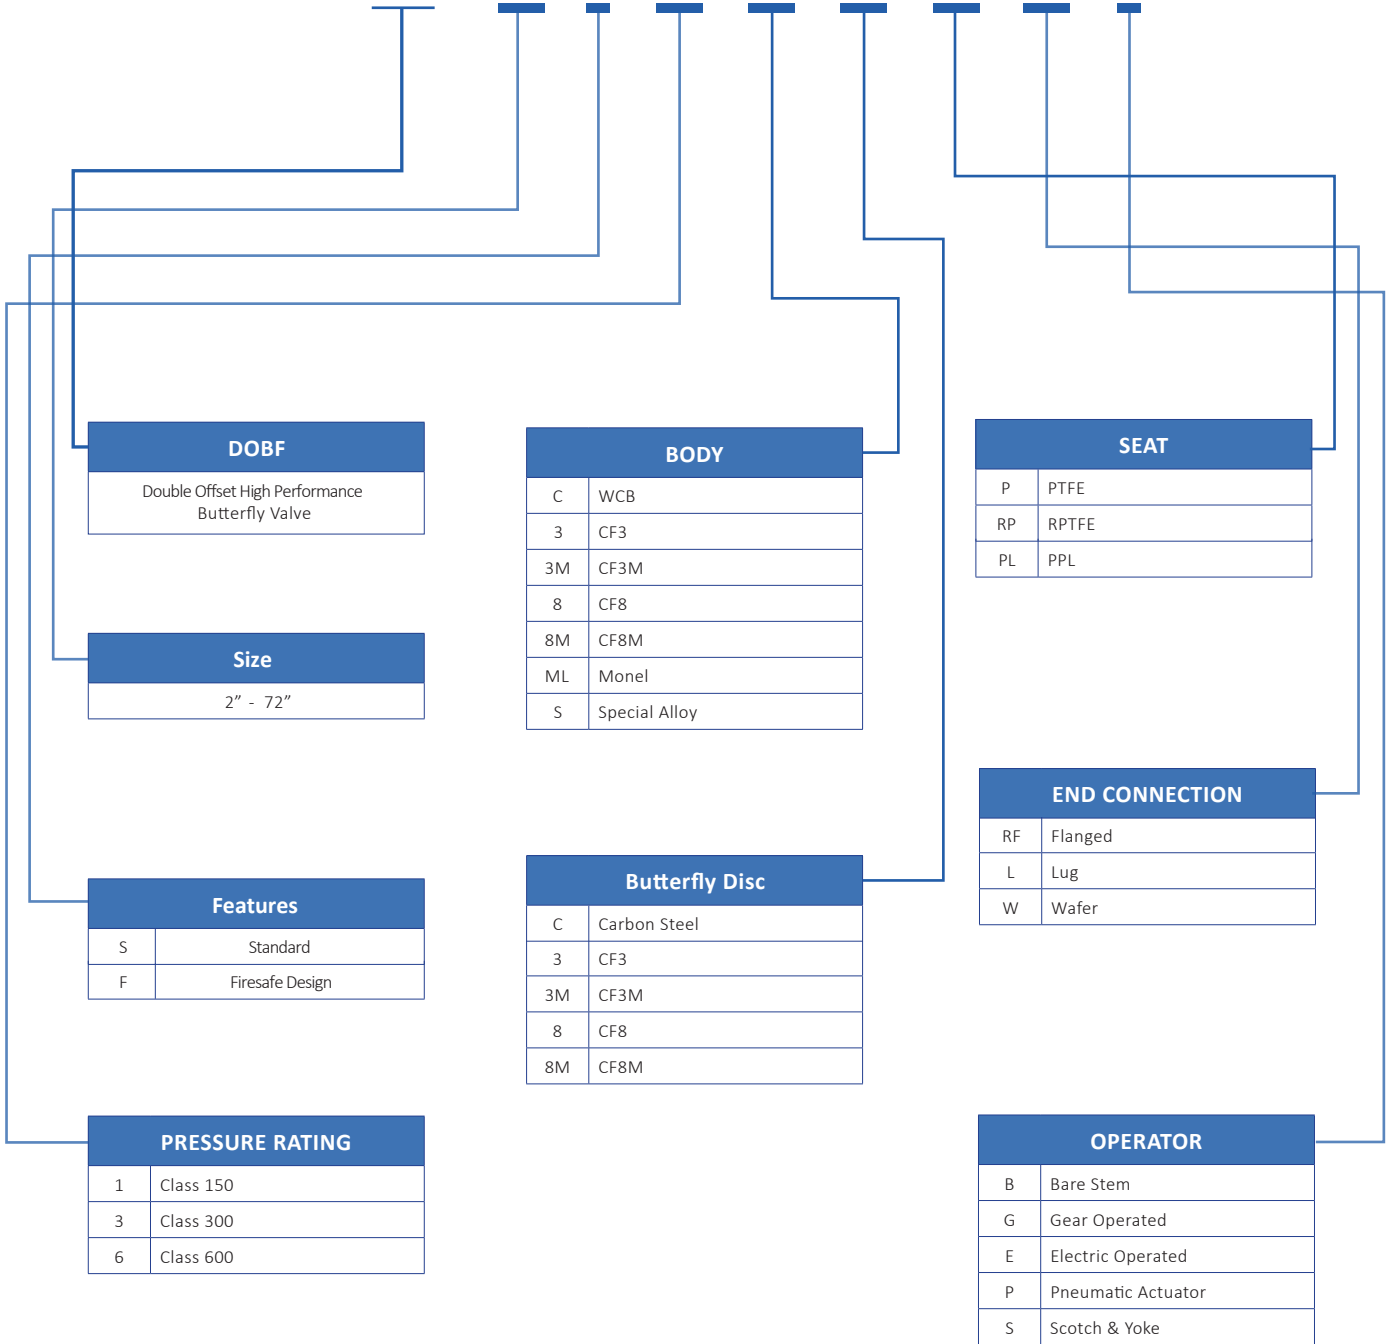 DOBF
Double Offset High Performance
Butterfly Valve
Size
2” - 72”
Features
S Standard
F Firesafe Design
PRESSURE RATING
1 Class 150
3 Class 300
6 Class 600
BODY
C WCB
3 CF3
3M CF3M
8 CF8
8M CF8M
ML Monel
S Special Alloy
Butterfly Disc
C Carbon Steel
3 CF3
3M CF3M
8 CF8
8M CF8M
SEAT
P PTFE
RP RPTFE
PL PPL
END CONNECTION
RF Flanged
L Lug
W Wafer
OPERATOR
B Bare Stem
G Gear Operated
E Electric Operated
P Pneumatic Actuator
S Scotch & Yoke